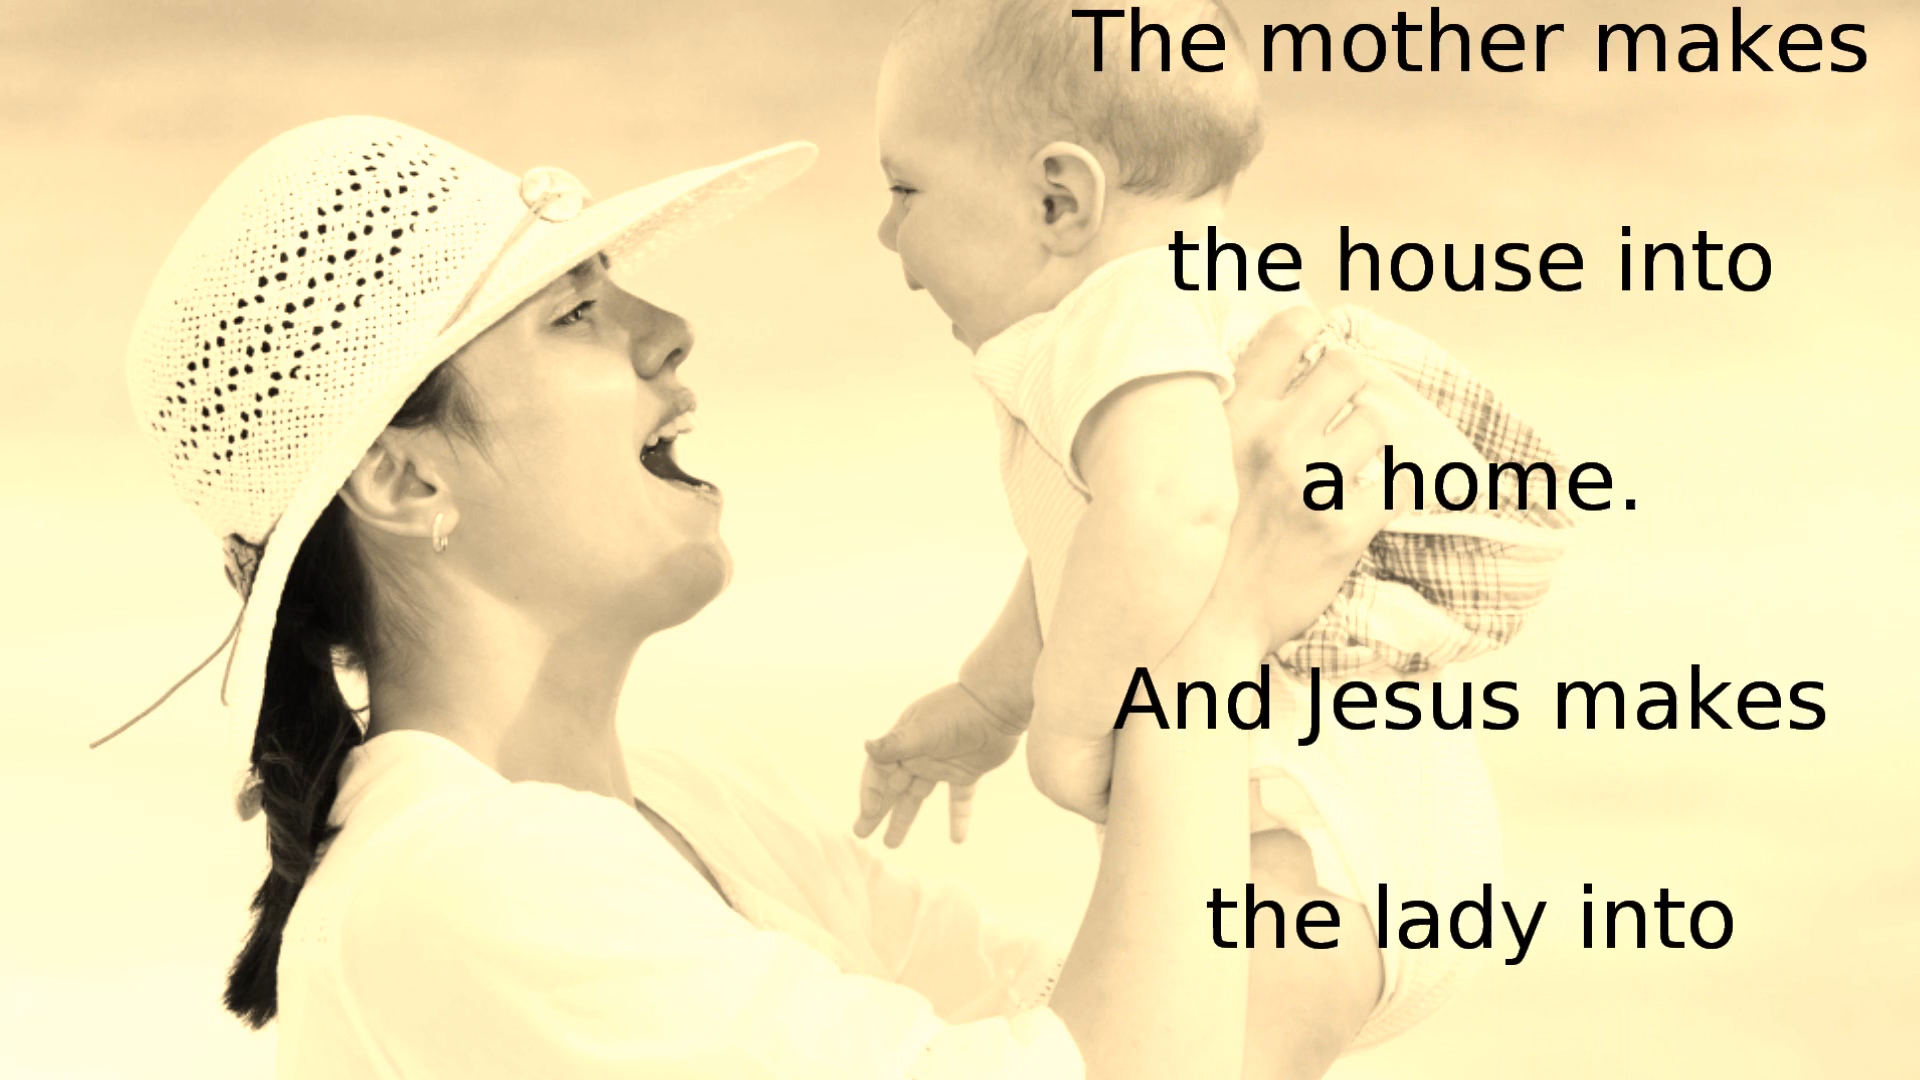 The mother makes
the house into
a home.
And Jesus makes
the lady into